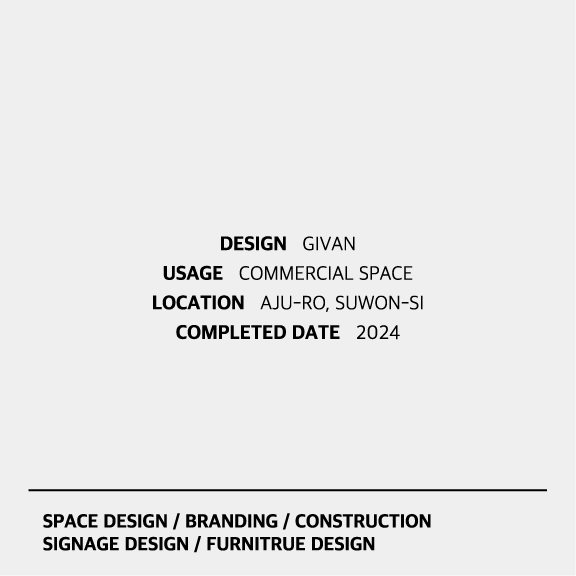 DESIGN GIVAN
USAGE COMMERCIAL SPACE
LOCATION AJU-RO, SUWON-SI
COMPLETED DATE 2024
SPACE DESIGN / BRANDING / CONSTRUCTION
SIGNAGE DESIGN / FURNITRUE DESIGN